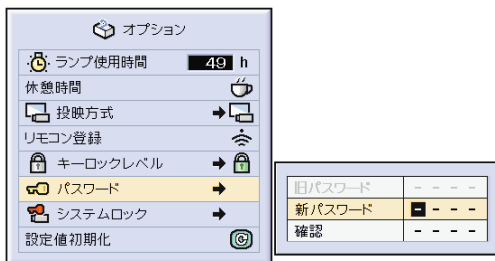 オプション
ランプ使用時間 49 h
休憩時間
投映方式
リモコン登録
キーロックレベル
パスワード
システムロック
設定値初期化
旧パスワード - - - -
新パスワード - - - -
確認 - - - -